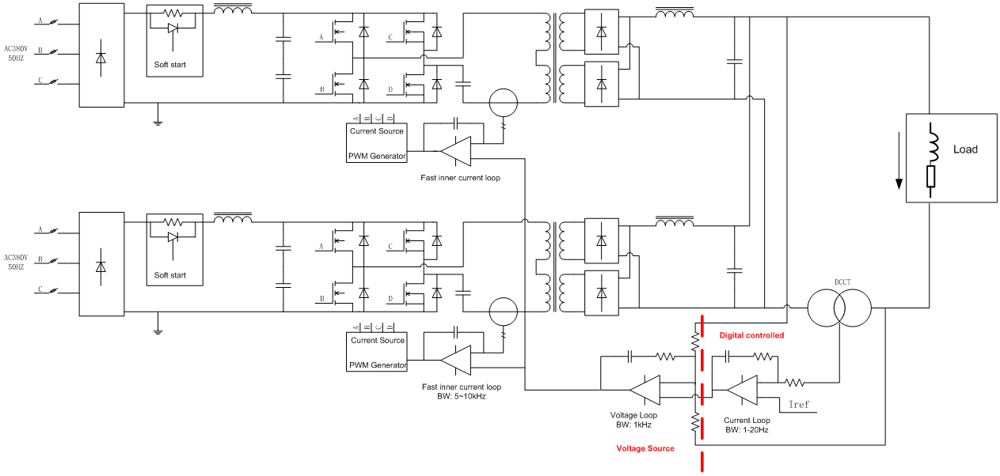 A
AC380V
50HZ
B
C
Soft start
A
C
B
D
A B C D
Current Source
PWM Generator
Fast inner current loop
Load
A
AC380V
50HZ
B
C
Soft start
A
C
B
D
A B C D
Current Source
PWM Generator
Fast inner current loop
BW: 5~10kHz
DCCT
Digital controlled
Iref
Voltage Loop
BW: 1kHz
Current Loop
BW: 1-20Hz
Voltage Source